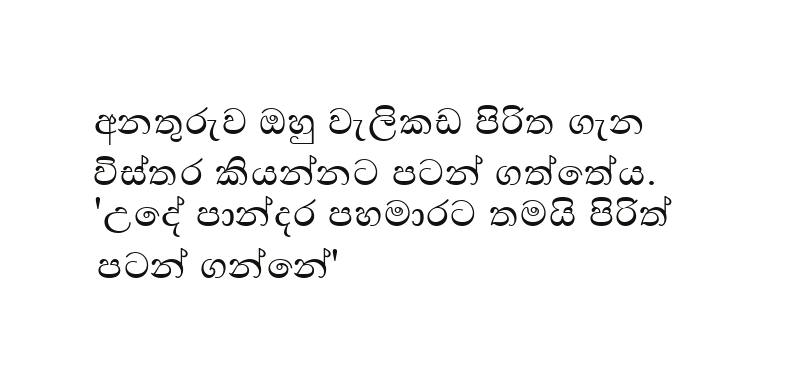 අනතුරුව ඔහු වැලිකඩ පිරිත ගැන
විස්තර කියන්නට පටන් ගත්තේය.
'උදේ පාන්දර පහමාරට තමයි පිරිත්
පටන් ගන්නේ'